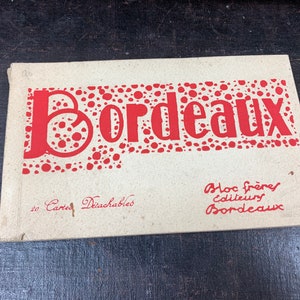 Bordeaux
20 Cartes Détachables
Bloc frères
éditeurs
Bordeaux